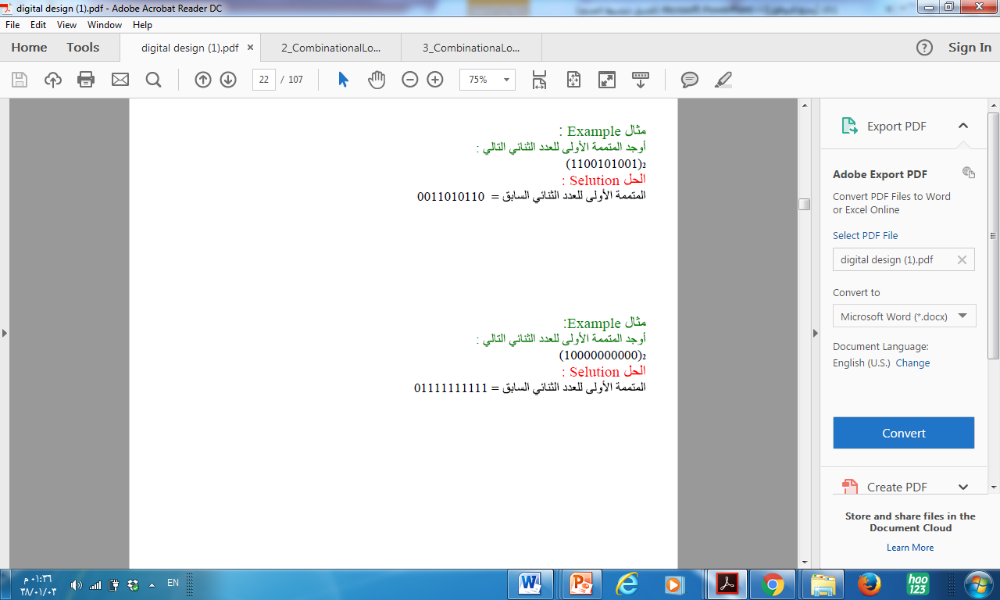 digital design (1).pdf - Adobe Acrobat Reader DC
File Edit View Window Help
Home Tools digital design (1).pdf × 2_CombinationalLo... 3_CombinationaLo... ? Sign In
22 / 107 75%
مثال Example :
أوجد المتممة الأولى للعدد الثنائي التالي :
(1100101001)₂
الحل Selution :
المتممة الأولى للعدد الثنائي السابق = 0011010110
مثال Example:
أوجد المتممة الأولى للعدد الثنائي التالي :
(10000000000)₂
الحل Selution :
المتممة الأولى للعدد الثنائي السابق = 01111111111
Export PDF
Adobe Export PDF
Convert PDF Files to Word
or Excel Online
Select PDF File
digital design (1).pdf
Convert to
Microsoft Word (*.docx)
Document Language:
English (U.S.) Change
Convert
Create PDF
Store and share files in the
Document Cloud
Learn More
EN
hao
123
٠١:٣٦ م
٣٨/٠١/٠٣